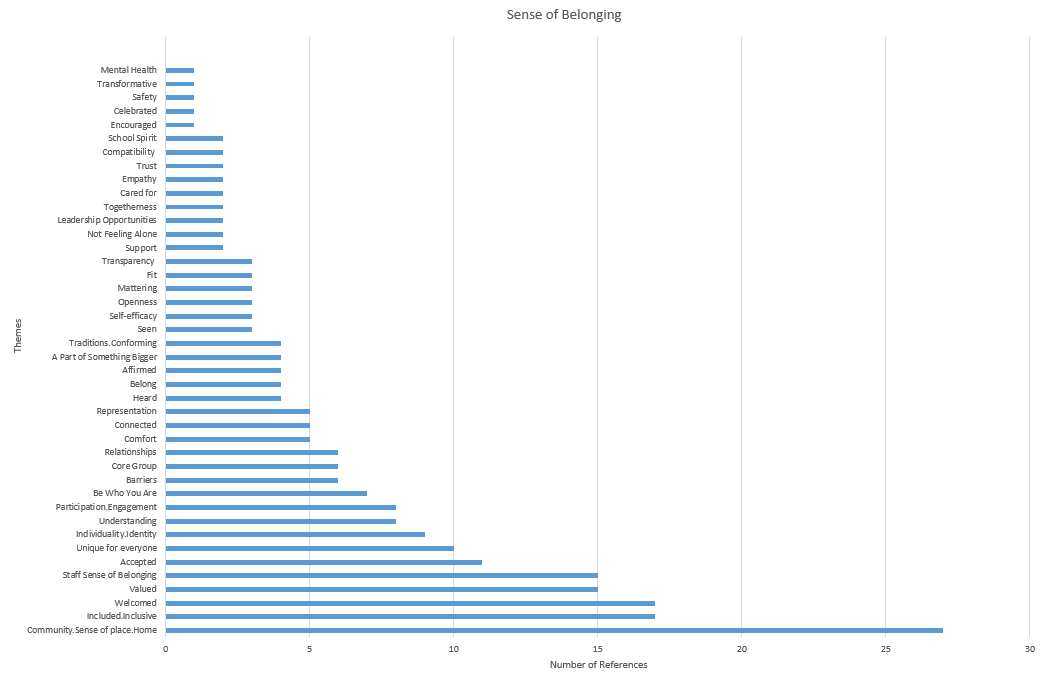 Sense of Belonging
Mental Health
Transformative
Safety
Celebrated
Encouraged
School Spirit
Compatibility
Trust
Empathy
Cared for
Togetherness
Leadership Opportunities
Not Feeling Alone
Support
Transparency
Fit
Mattering
Openness
Self-efficacy
Seen
Traditions.Conforming
A Part of Something Bigger
Affirmed
Belong
Heard
Representation
Connected
Comfort
Relationships
Core Group
Barriers
Be Who You Are
Participation.Engagement
Understanding
Individuality.Identity
Unique for everyone
Accepted
Staff Sense of Belonging
Valued
Welcomed
Included.Inclusive
Community.Sense of place.Home
Themes
0 5 10 15 20 25 30
Number of References